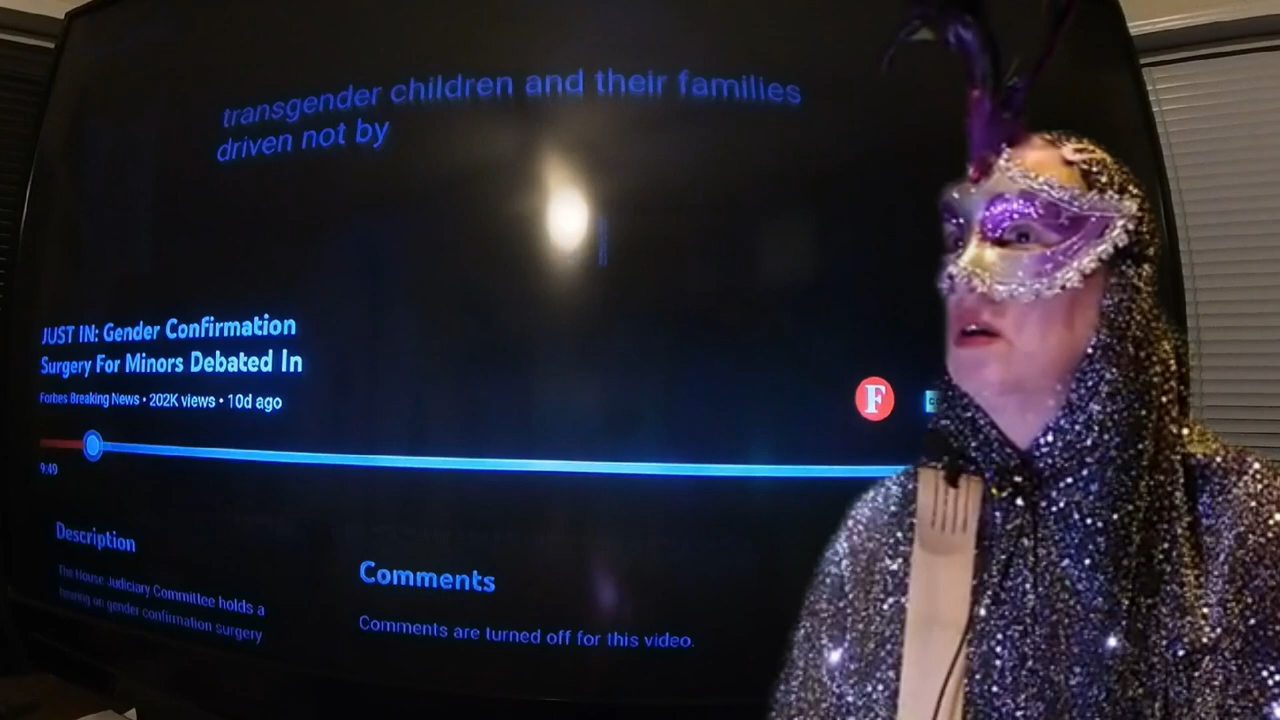 transgender children and their families
driven not by
JUST IN: Gender Confirmation
Surgery For Minors Debated In
Forbes Breaking News • 202K views • 10d ago
F
9:49
Description
The House Judiciary Committee holds a
hearing on gender confirmation surgery
Comments
Comments are turned off for this video.